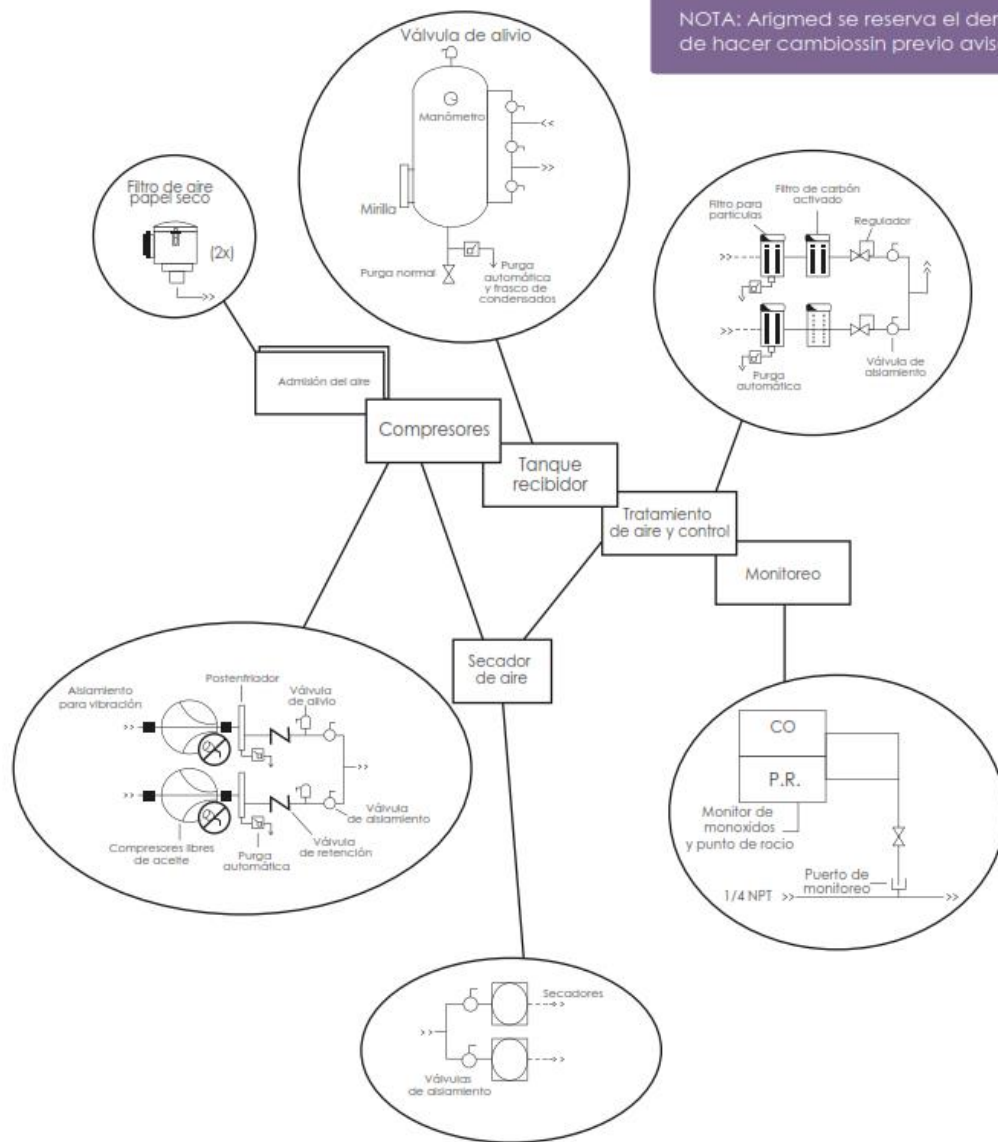 NOTA: Arigmed se reserva el der
de hacer cambiossin previo avis
Válvula de alivio
Manómetro
Mirilla
Purga normal
Purga
automática
y frasco de
condensados
Filtro de aire
papel seco
(2x)
Filtro de carbón
activado
Filtro para
partículas
Regulador
Válvula de
aislamiento
Purga
automática
Admisión del aire
Compresores
Tanque
recibidor
Tratamiento
de aire y control
Monitoreo
Secador
de aire
Postenfriador
Aislamiento
para vibración
Válvula
de alivio
Válvula
de aislamiento
Válvula
de retención
Compresores libres
de aceite
Purga
automática
CO
P.R.
Monitor de
monoxidos
y punto de rocio
Puerto de
monitoreo
1/4 NPT
Secadores
Válvulas
de aislamiento